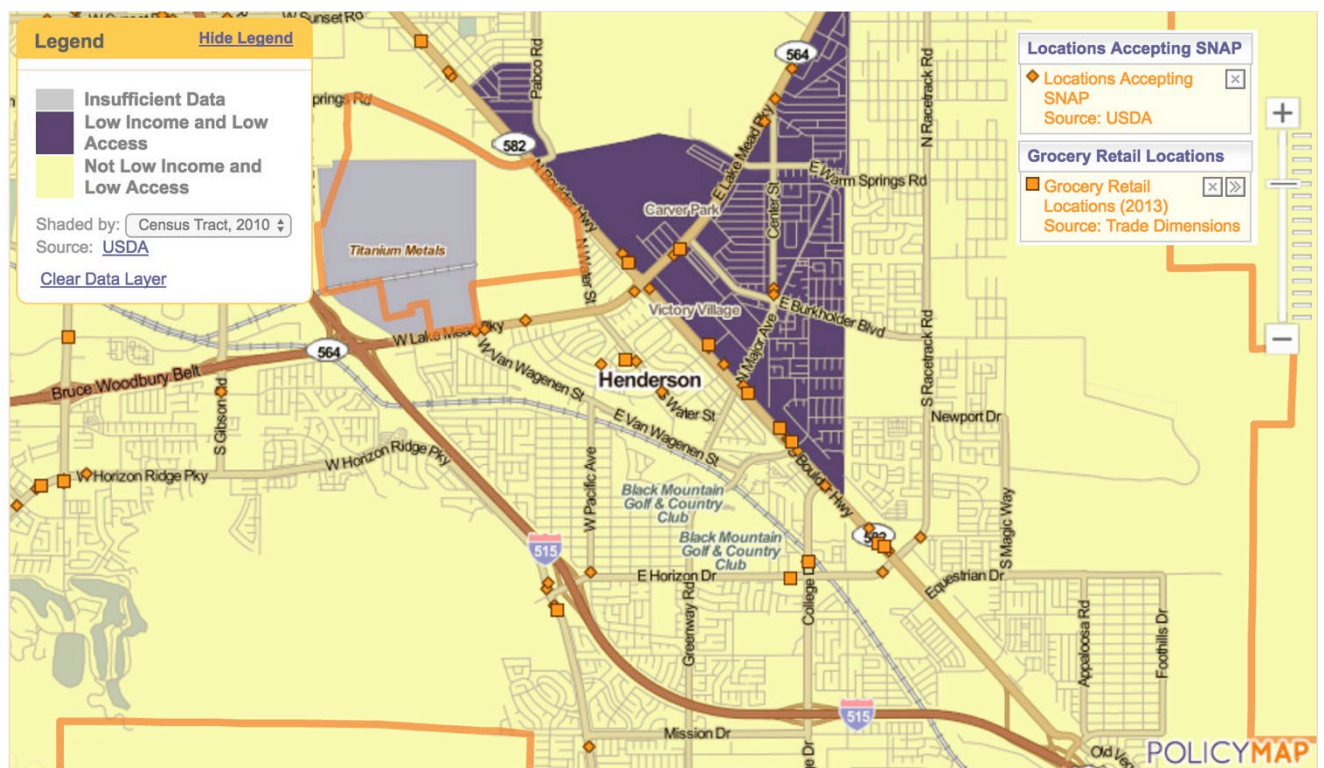 W Sunset Rd
W Sunset Rd
Legend
Hide Legend
Insufficient Data
Low Income and Low
Access
Not Low Income and
Low Access
Shaded by:
Census Tract, 2010
Source: USDA
Clear Data Layer
Locations Accepting SNAP
Locations Accepting
SNAP
Source: USDA
Grocery Retail Locations
Grocery Retail
Locations (2013)
Source: Trade Dimensions
Pabco Rd
564
N Racetrack Rd
prings Rd
582
E Lake Mead Pky
E Warm Springs Rd
N Boulder Hwy
Carver Park
Center St
Titanium Metals
N Water St
Victory Village
E Burkholder Blvd
W Lake Mead Pky
N Major Ave
S Racetrack Rd
564
W Van Wagenen St
Bruce Woodbury Belt
Henderson
S Water St
S Gibson Rd
E Van Wagenen St
Newport Dr
W Horizon Ridge Pky
W Horizon Ridge Pky
W Pacific Ave
S Boulder Hwy
Black Mountain
Golf & Country
Club
S Magic Way
Black Mountain
Golf & Country
Club
582
515
E Horizon Dr
Equestrian Dr
College D
Greenway Rd
Appaloosa Rd
Foothills Dr
515
Mission Dr
ge Dr
Old Ve
POLICYMAP